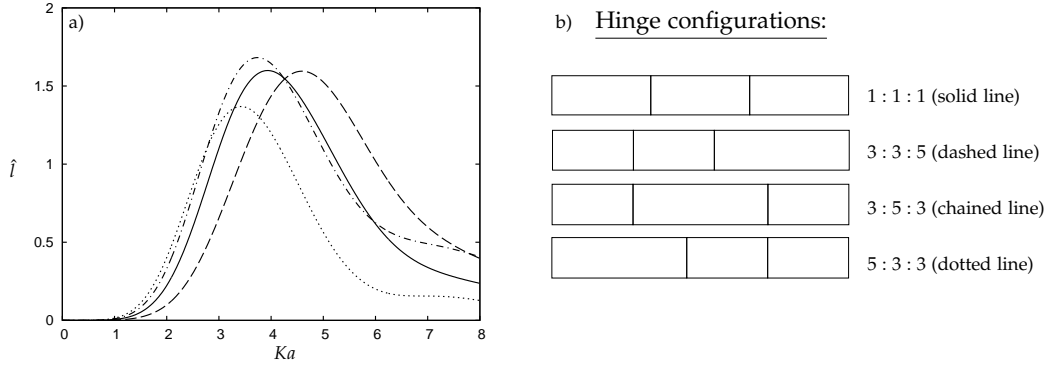 a)
2
1.5
1
0.5
0
l̂
0 1 2 3 4 5 6 7 8
Ka
b) Hinge configurations:
1 : 1 : 1 (solid line)
3 : 3 : 5 (dashed line)
3 : 5 : 3 (chained line)
5 : 3 : 3 (dotted line)